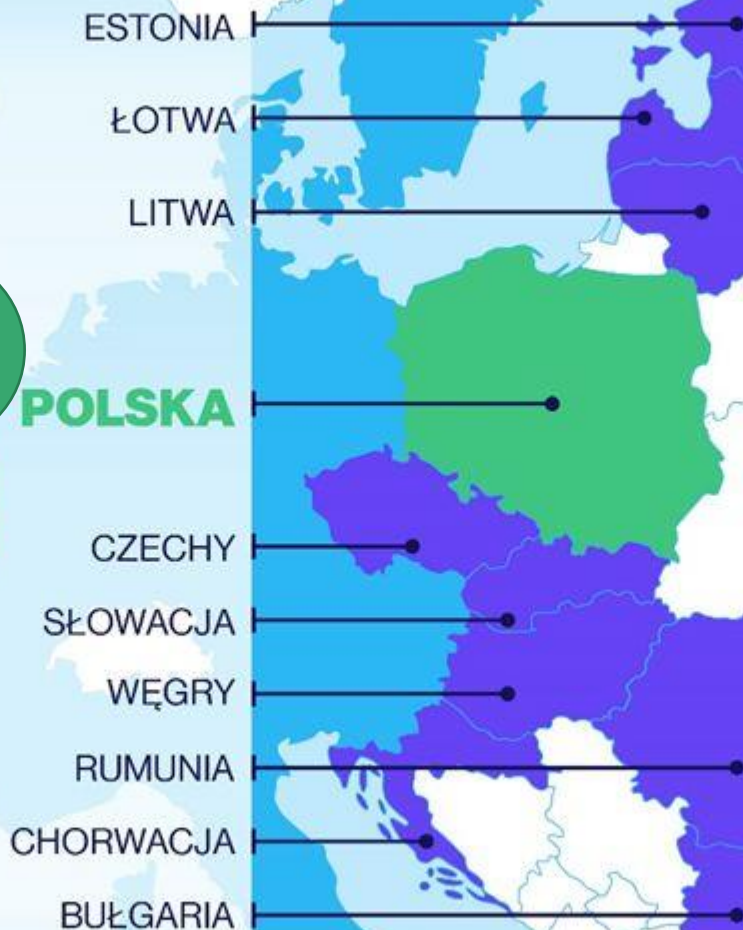 ESTONIA
ŁOTWA
LITWA
POLSKA
CZECHY
SŁOWACJA
WĘGRY
RUMUNIA
CHORWACJA
BUŁGARIA